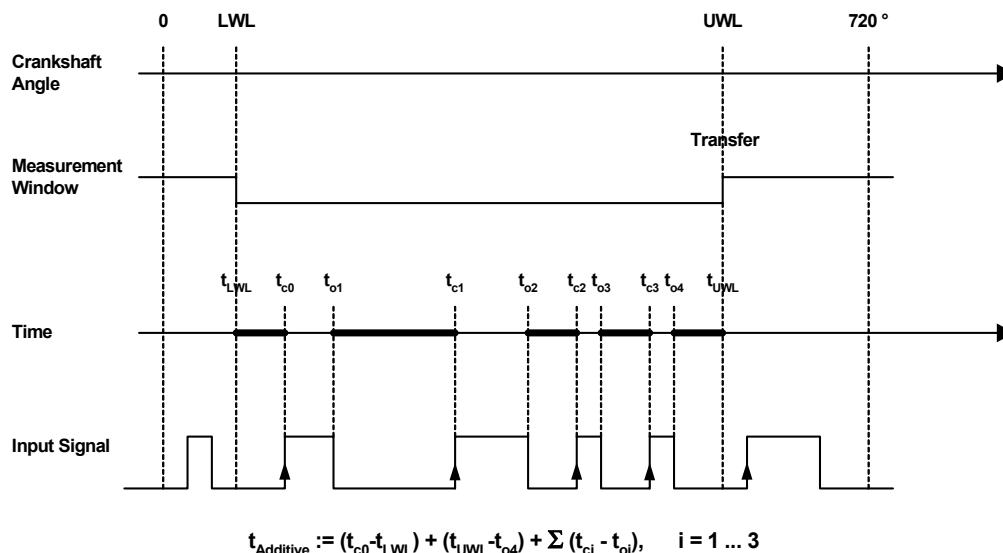 0 LWL UWL 720 °
Crankshaft
Angle
Transfer
Measurement
Window
t_LWL t_c0 t_o1 t_c1 t_o2 t_c2 t_o3 t_c3 t_o4 t_UWL
Time
Input Signal
t_Additive := (t_c0-t_LWL) + (t_UWL-t_o4) + Σ (t_ci - t_oi), i = 1 ... 3